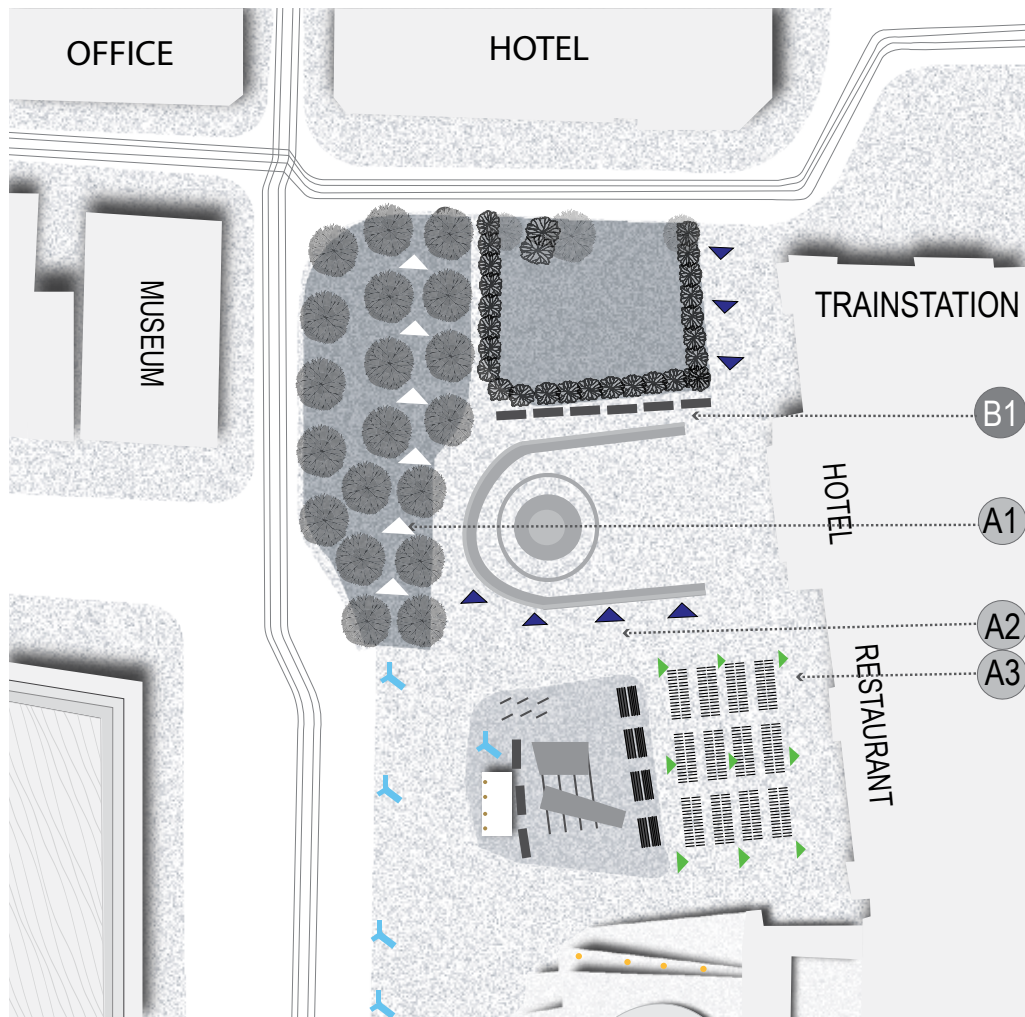 OFFICE
HOTEL
MUSEUM
TRAINSTATION
B1
HOTEL
A1
A2
RESTAURANT
A3